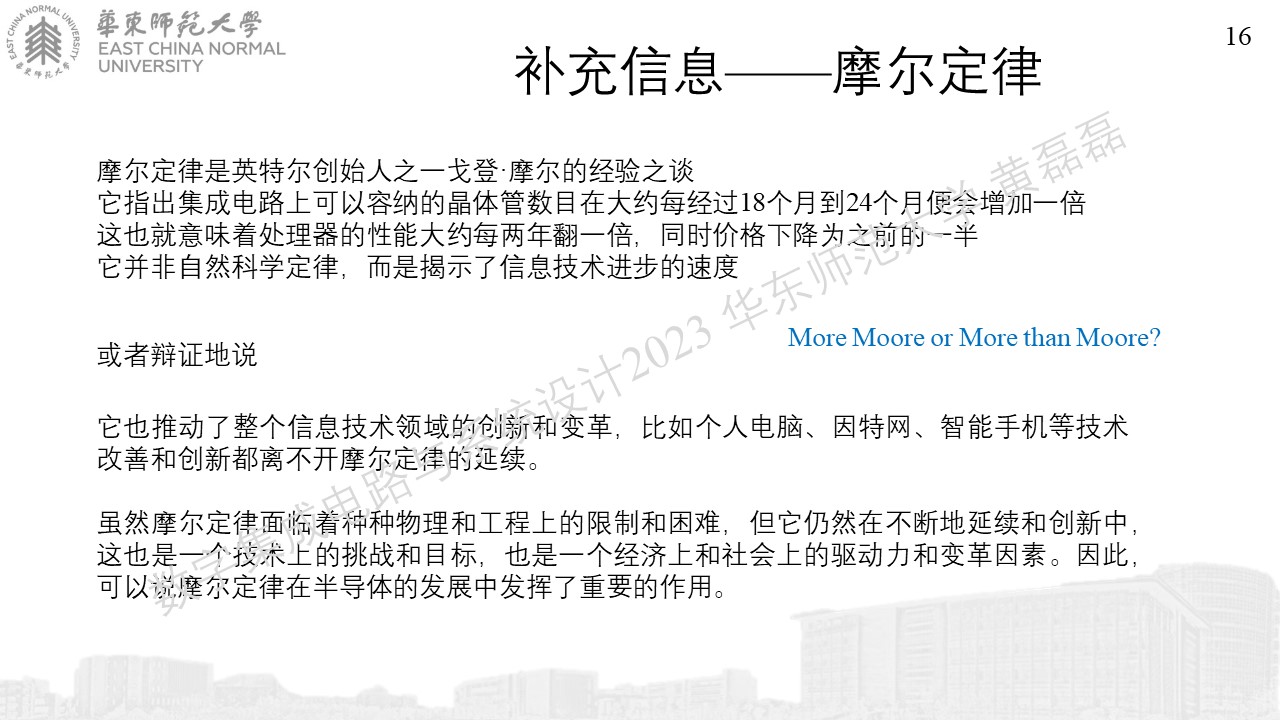 華東師范大學
EAST CHINA NORMAL
UNIVERSITY
EAST CHINA NORMAL UNIVERSITY
華東师范大学
16
补充信息——摩尔定律
摩尔定律是英特尔创始人之一戈登·摩尔的经验之谈
它指出集成电路上可以容纳的晶体管数目在大约每经过18个月到24个月便会增加一倍
这也就意味着处理器的性能大约每两年翻一倍，同时价格下降为之前的一半
它并非自然科学定律，而是揭示了信息技术进步的速度
More Moore or More than Moore?
或者辩证地说
它也推动了整个信息技术领域的创新和变革，比如个人电脑、因特网、智能手机等技术
改善和创新都离不开摩尔定律的延续。
虽然摩尔定律面临着种种物理和工程上的限制和困难，但它仍然在不断地延续和创新中，
这也是一个技术上的挑战和目标，也是一个经济上和社会上的驱动力和变革因素。因此，
可以说摩尔定律在半导体的发展中发挥了重要的作用。
数字集成电路与系统设计2023 华东师范大学 黄磊磊